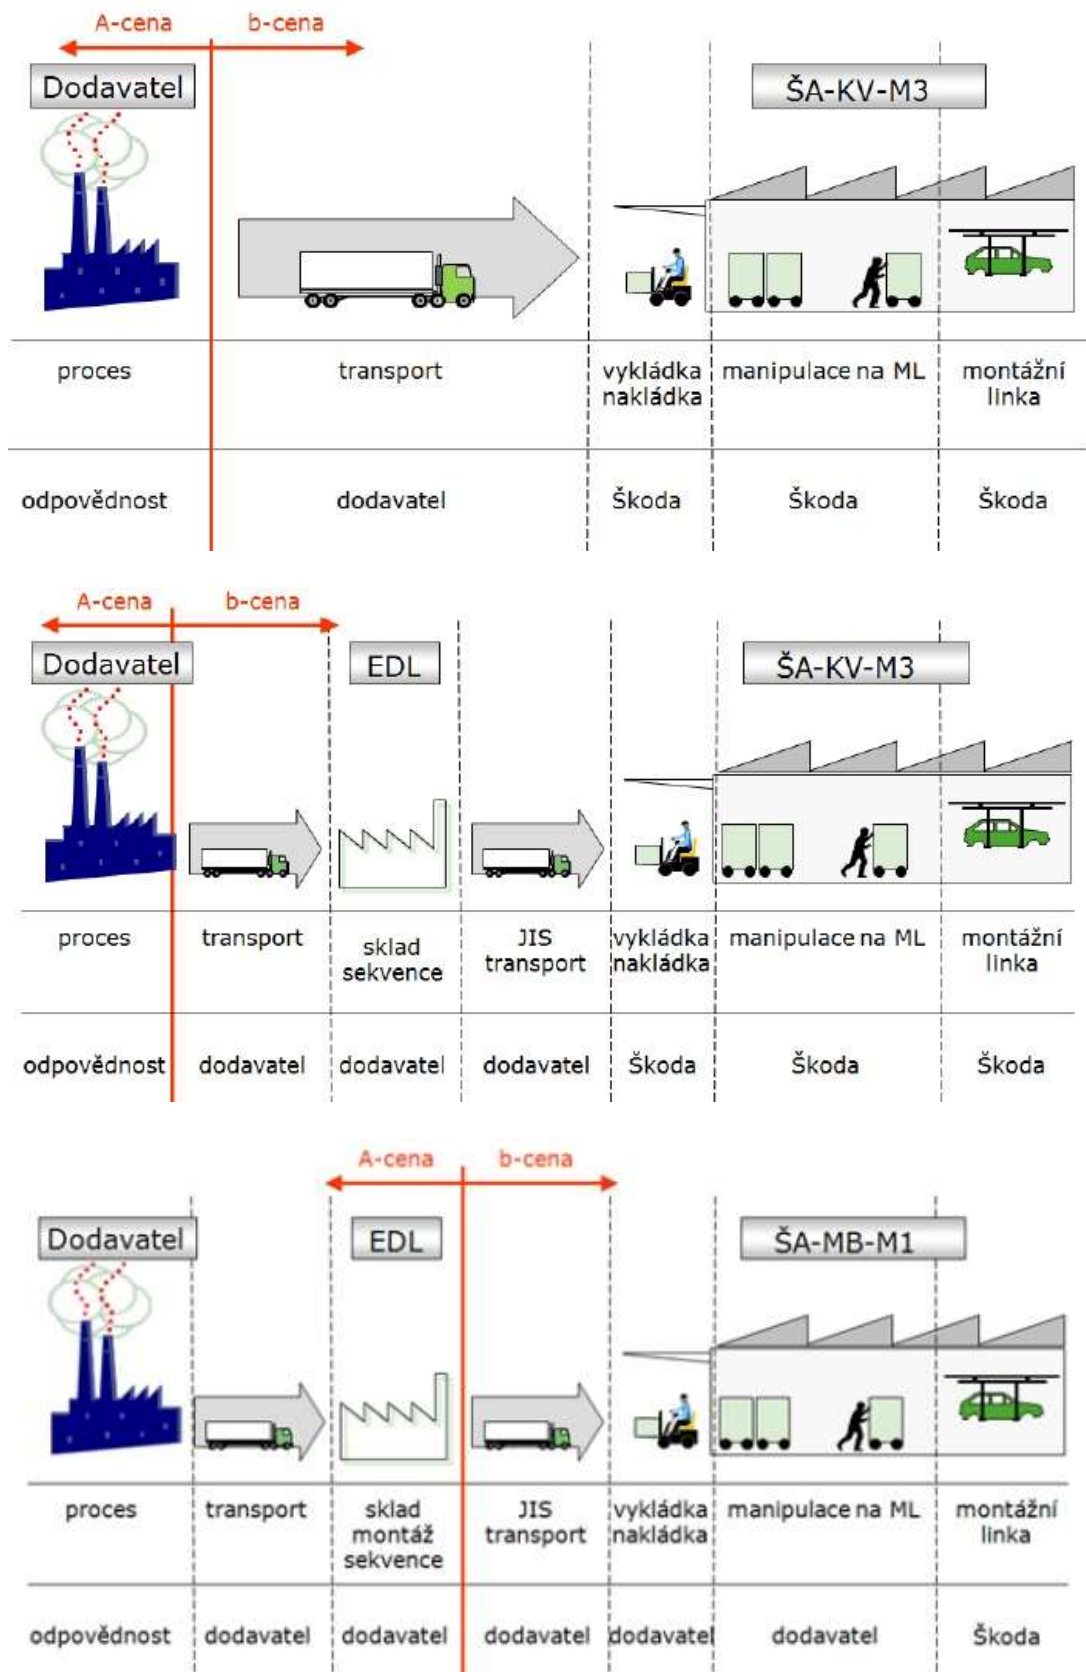 A-cena b-cena
Dodavatel ŠA-KV-M3
proces transport vykládka manipulace na ML montážní
nakládka linka
odpovědnost dodavatel Škoda Škoda Škoda
A-cena b-cena
Dodavatel EDL ŠA-KV-M3
proces transport sklad JIS vykládka manipulace na ML montážní
sekvence transport nakládka linka
odpovědnost dodavatel dodavatel dodavatel Škoda Škoda Škoda
A-cena b-cena
Dodavatel EDL ŠA-MB-M1
proces transport sklad JIS vykládka manipulace na ML montážní
montáž transport nakládka linka
sekvence
odpovědnost dodavatel dodavatel dodavatel dodavatel dodavatel Škoda